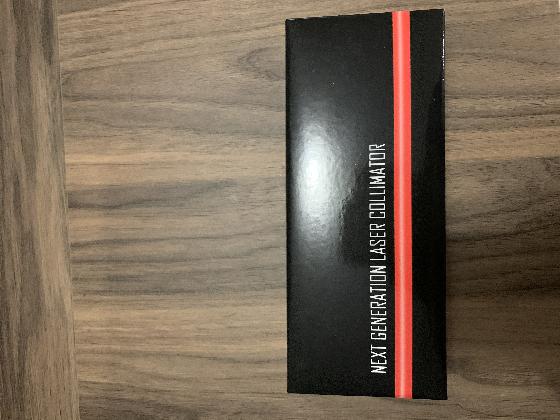 NEXT GENERATION LASER COLLIMATOR